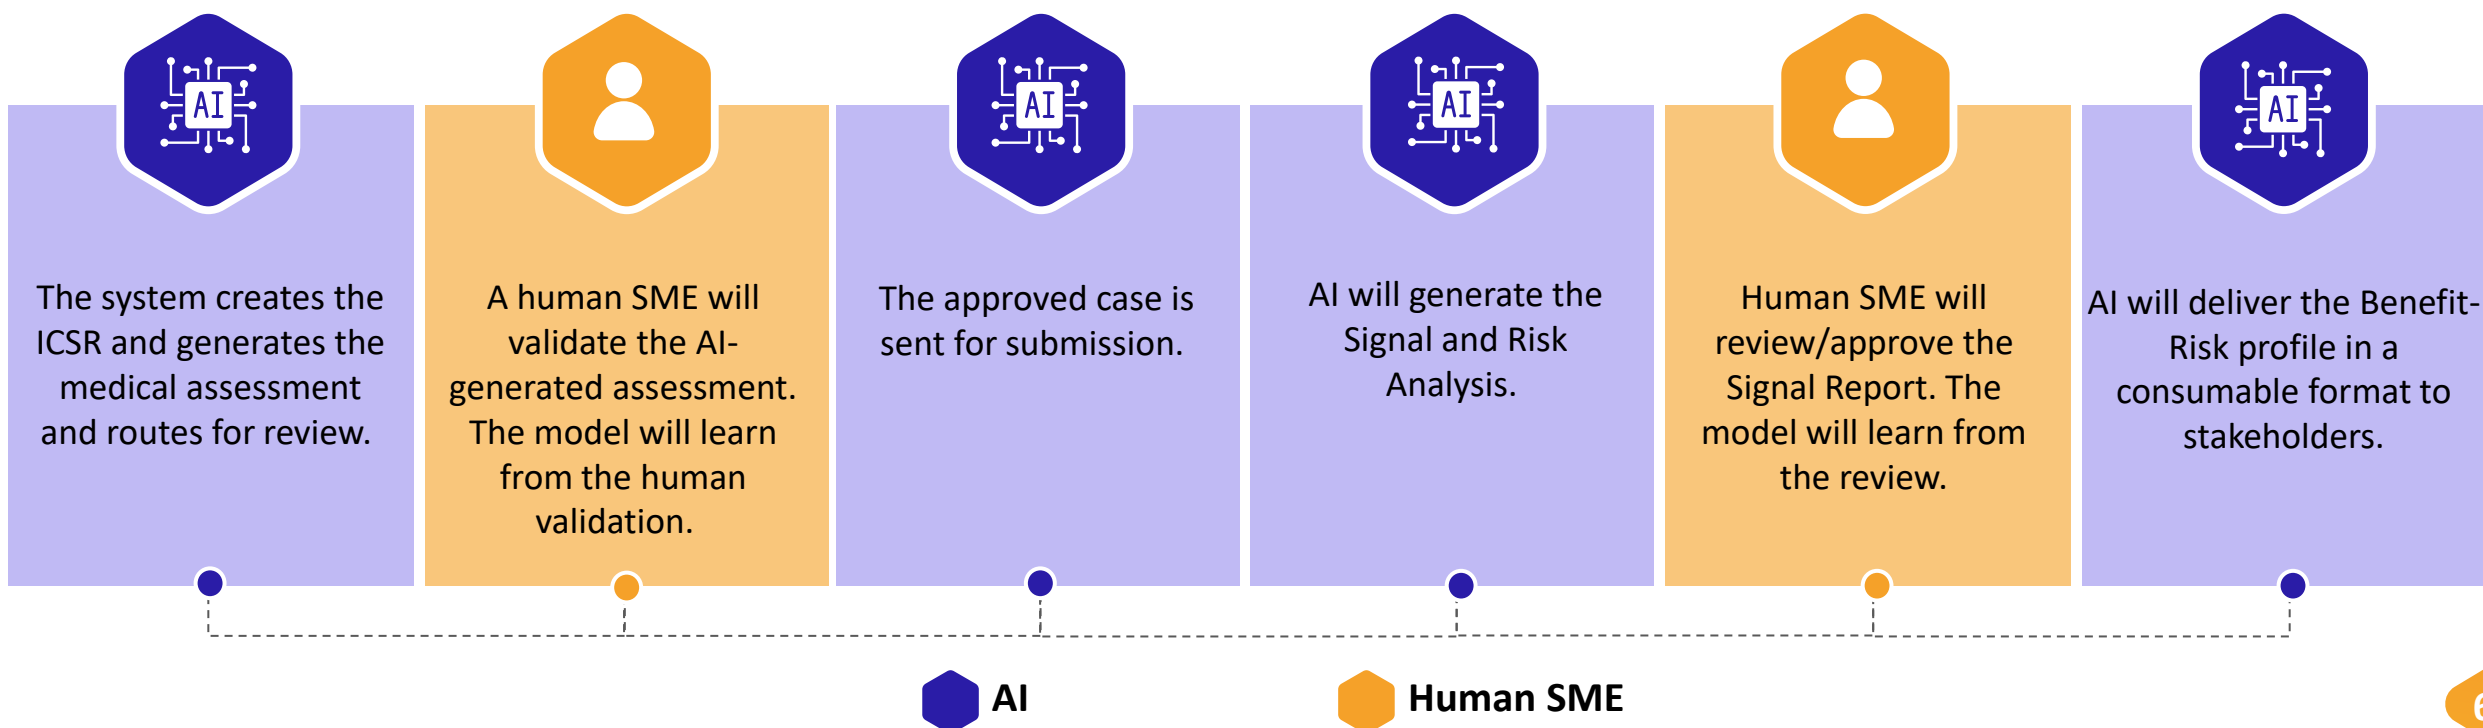 AI
AI
AI
AI
The system creates the
ICSR and generates the
medical assessment
and routes for review.
A human SME will
validate the AI-
generated assessment.
The model will learn
from the human
validation.
The approved case is
sent for submission.
AI will generate the
Signal and Risk
Analysis.
Human SME will
review/approve the
Signal Report. The
model will learn from
the review.
AI will deliver the Benefit-
Risk profile in a
consumable format to
stakeholders.
AI
Human SME
6